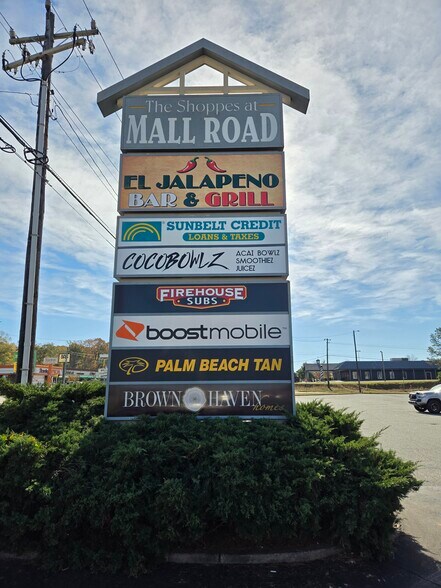 The Shoppes at
MALL ROAD
EL JALAPEÑO
BAR & GRILL
SUNBELT CREDIT
LOANS & TAXES
COCOBOWLZ
ACAI BOWLZ
SMOOTHIEZ
JUICEZ
FIREHOUSE
SUBS
boostmobile
PALM BEACH TAN
BROWN HAVEN
homes